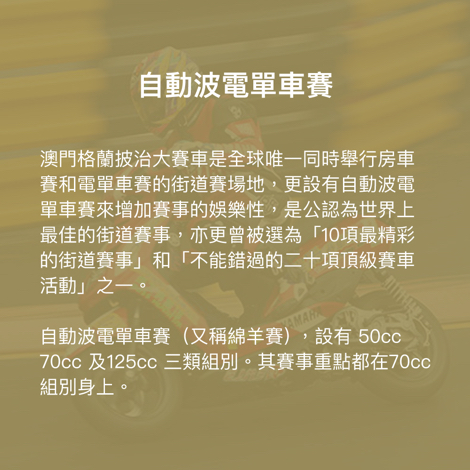 自動波電單車賽
澳門格蘭披治大賽車是全球唯一同時舉行房車
賽和電單車賽的街道賽場地，更設有自動波電
單車賽來增加賽事的娛樂性，是公認為世界上
最佳的街道賽事，亦更曾被選為「10項最精彩
的街道賽事」和「不能錯過的二十項頂級賽車
活動」之一。
自動波電單車賽（又稱綿羊賽），設有 50cc
70cc 及125cc 三類組別。其賽事重點都在70cc
組別身上。
YAMAHA